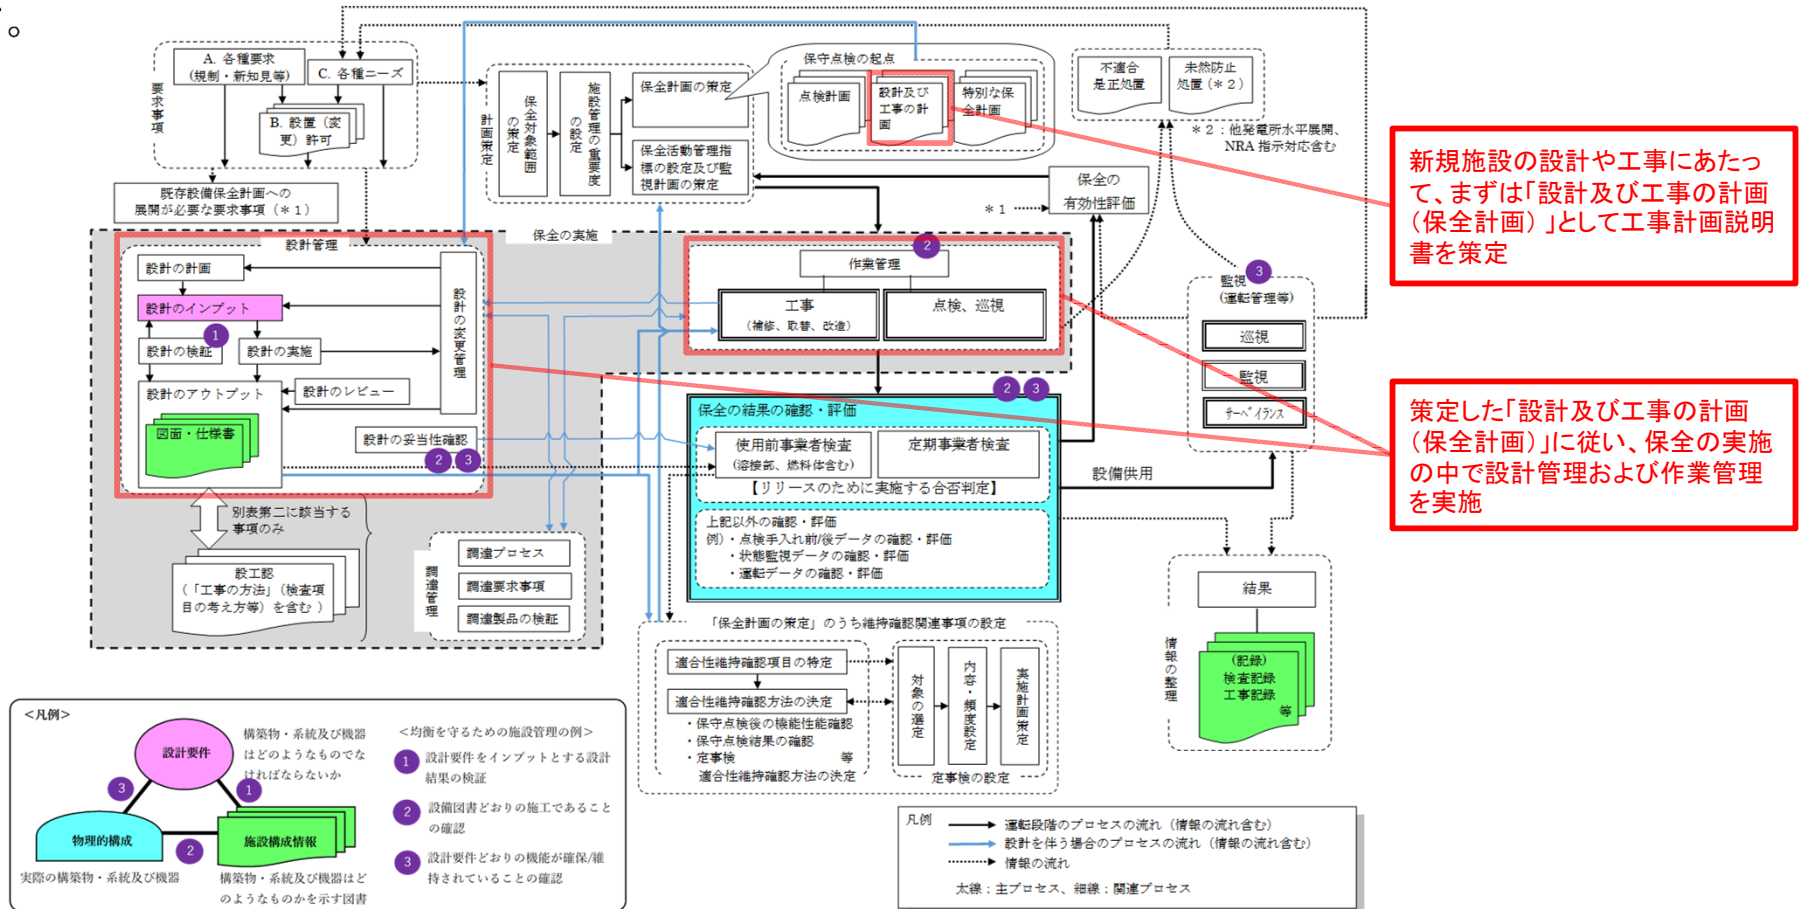 。
A. 各種要求
(規制・新知見等)
C. 各種ニーズ
B. 設置（変
更）許可
要求事項
既存設備保全計画への
展開が必要な要求事項（＊1）
計画策定
保全対象範囲
の策定
施設管理の重要度
の設定
保全計画の策定
保全活動管理指
標の設定及び監
視計画の策定
保守点検の起点
点検計画
設計及び
工事の計
画
特別な保
全計画
不適合
是正処置
未然防止
処置（＊2）
＊2：他発電所水平展開、
NRA 指示対応含む
保全の
有効性評価
＊1
新規施設の設計や工事にあたっ
て、まずは「設計及び工事の計画
（保全計画）」として工事計画説明
書を策定
保全の実施
設計管理
設計の計画
設計のインプット
1
設計の検証
設計の実施
設計のアウトプット
設計のレビュー
図面・仕様書
設計の妥当性確認
2 3
設計の変更管理
2
作業管理
工事
（補修、取替、改造）
点検、巡視
監視
3
（運転管理等）
巡視
監視
サーベイランス
策定した「設計及び工事の計画
（保全計画）」に従い、保全の実施
の中で設計管理および作業管理
を実施
2 3
保全の結果の確認・評価
使用前事業者検査
(溶接部、燃料体含む)
定期事業者検査
【リリースのために実施する合否判定】
上記以外の確認・評価
例）・点検手入れ前/後データの確認・評価
・状態監視データの確認・評価
・運転データの確認・評価
設備供用
別表第二に該当する
事項のみ
設工認
（「工事の方法」（検査項
目の考え方等）を含む ）
調達管理
調達プロセス
調達要求事項
調達製品の検証
「保全計画の策定」のうち維持確認関連事項の設定
適合性維持確認項目の特定
適合性維持確認方法の決定
・保守点検後の機能性能確認
・保守点検結果の確認
・定事検 等
適合性維持確認方法の決定
対象の選定
内容・頻度設定
実施計画策定
定事検の設定
情報の整理
結果
(記録)
検査記録
工事記録
等
＜凡例＞
設計要件
構築物・系統及び機器
はどのようなものでな
ければならないか
3
1
物理的構成
2
施設構成情報
実際の構築物・系統及び機器
構築物・系統及び機器はど
のようなものかを示す図書
＜均衡を守るための施設管理の例＞
1 設計要件をインプットとする設計
結果の検証
2 設備図書どおりの施工であること
の確認
3 設計要件どおりの機能が確保/維
持されていることの確認
凡例
運転段階のプロセスの流れ（情報の流れ含む）
設計を伴う場合のプロセスの流れ（情報の流れ含む）
情報の流れ
太線：主プロセス、細線：関連プロセス